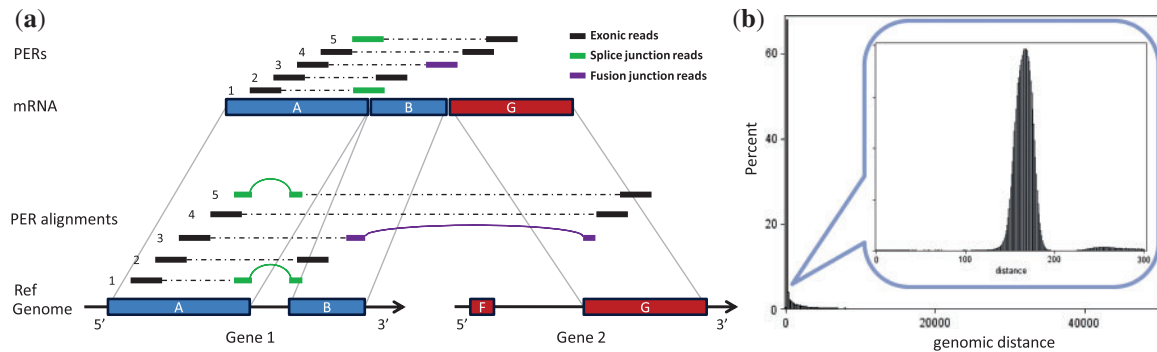 (a)
PERs
5
4
3
2
1
Exonic reads
Splice junction reads
Fusion junction reads
mRNA
A
B
G
PER alignments
5
4
3
2
1
Ref
Genome
A
B
F
G
5’
3’
5’
3’
Gene 1
Gene 2
(b)
Percent
60
40
20
0
0
20000
40000
genomic distance
0
100
200
300
distance